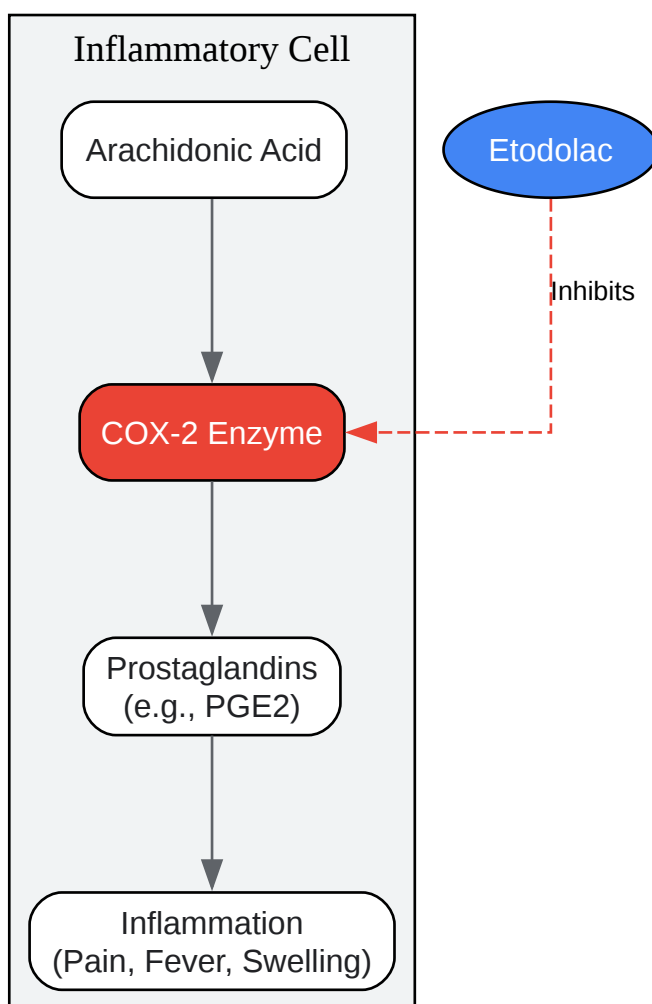 Inflammatory Cell
Arachidonic Acid
Etodolac
Inhibits
COX-2 Enzyme
Prostaglandins
(e.g., PGE2)
Inflammation
(Pain, Fever, Swelling)